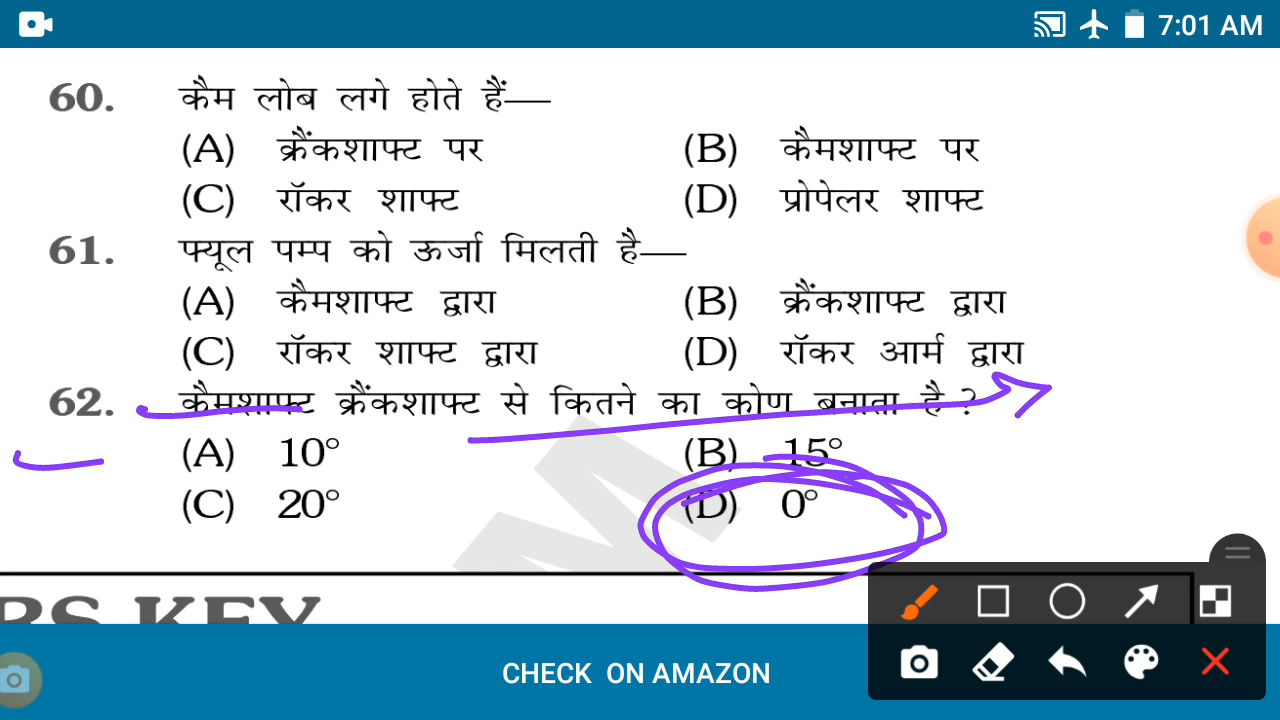 7:01 AM
60. कैम लोब लगे होते हैं—
(A) क्रैंकशाफ्ट पर (B) कैमशाफ्ट पर
(C) रॉकर शाफ्ट (D) प्रोपेलर शाफ्ट
61. फ्यूल पम्प को ऊर्जा मिलती है—
(A) कैमशाफ्ट द्वारा (B) क्रैंकशाफ्ट द्वारा
(C) रॉकर शाफ्ट द्वारा (D) रॉकर आर्म द्वारा
62. कैमशाफ्ट क्रैंकशाफ्ट से कितने का कोण बनाता है ?
(A) 10° (B) 15°
(C) 20° (D) 0°
KEY
CHECK ON AMAZON